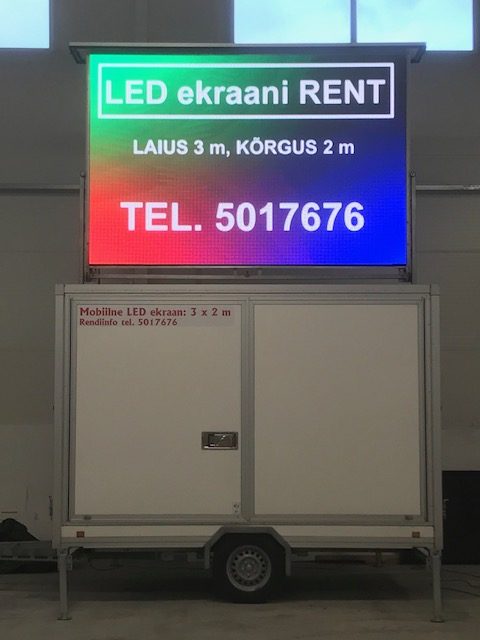 LED ekraani RENT
LAIUS 3 m, KÕRGUS 2 m
TEL. 5017676
Mobiilne LED ekraan: 3 x 2 m
Rendiinfo tel. 5017676